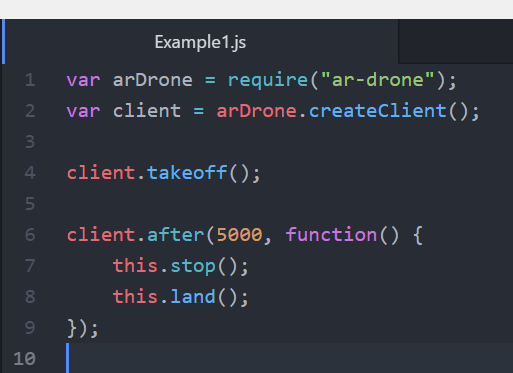 Example1.js
1 var arDrone = require("ar-drone");
2 var client = arDrone.createClient();
3
4 client.takeoff();
5
6 client.after(5000, function() {
7     this.stop();
8     this.land();
9 });
10